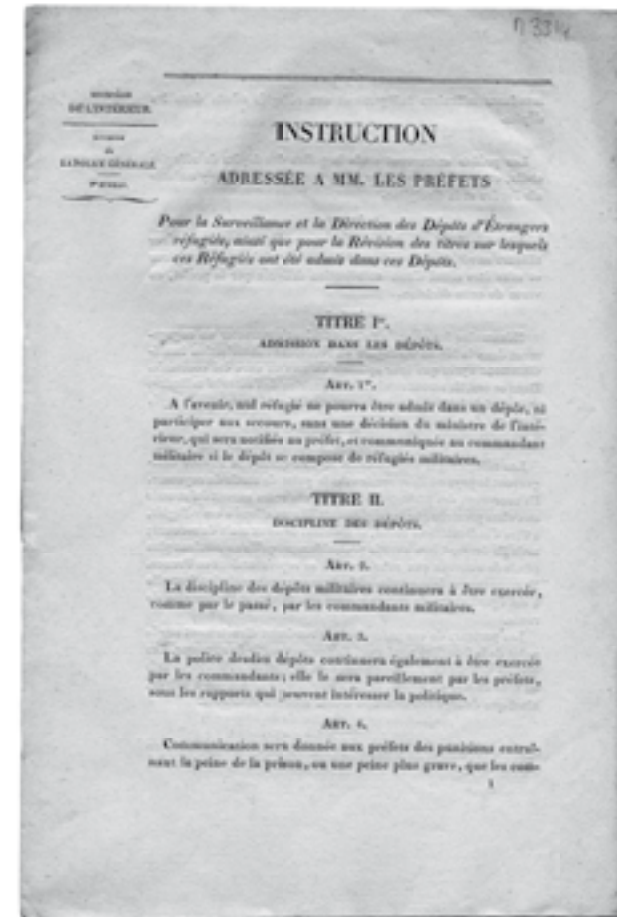 MINISTÈRE
DE L'INTÉRIEUR.
DIVISION
de
LA POLICE GÉNÉRALE
BUREAU.
INSTRUCTION
ADRESSÉE A MM. LES PRÉFETS
Pour la Surveillance et la Direction des Dépôts d'Étrangers
réfugiés, ainsi que pour la Révision des titres sur lesquels
ces Réfugiés ont été admis dans ces Dépôts.
TITRE Ier.
ADMISSION DANS LES DÉPÔTS.
ART. 1er.
A l'avenir, nul réfugié ne pourra être admis dans un dépôt, ni
participer aux secours, sans une décision du ministre de l'inté-
rieur, qui sera notifiée au préfet, et communiquée au commandant
militaire si le dépôt se compose de réfugiés militaires.
TITRE II.
DISCIPLINE DES DÉPÔTS.
ART. 2.
La discipline des dépôts militaires continuera à être exercée,
comme par le passé, par les commandants militaires.
ART. 3.
La police desdits dépôts continuera également à être exercée
par les commandants; elle le sera pareillement par les préfets,
sous les rapports qui peuvent intéresser la politique.
ART. 4.
Communication sera donnée aux préfets des punitions entraî-
nant la peine de la prison, ou une peine plus grave, que les com-
1